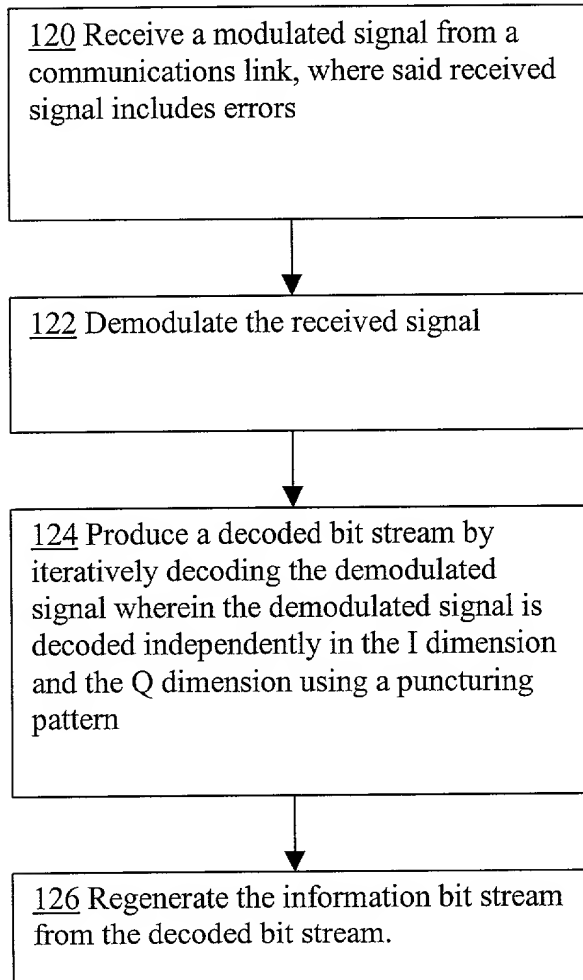 120 Receive a modulated signal from a
communications link, where said received
signal includes errors
122 Demodulate the received signal
124 Produce a decoded bit stream by
iteratively decoding the demodulated
signal wherein the demodulated signal is
decoded independently in the I dimension
and the Q dimension using a puncturing
pattern
126 Regenerate the information bit stream
from the decoded bit stream.